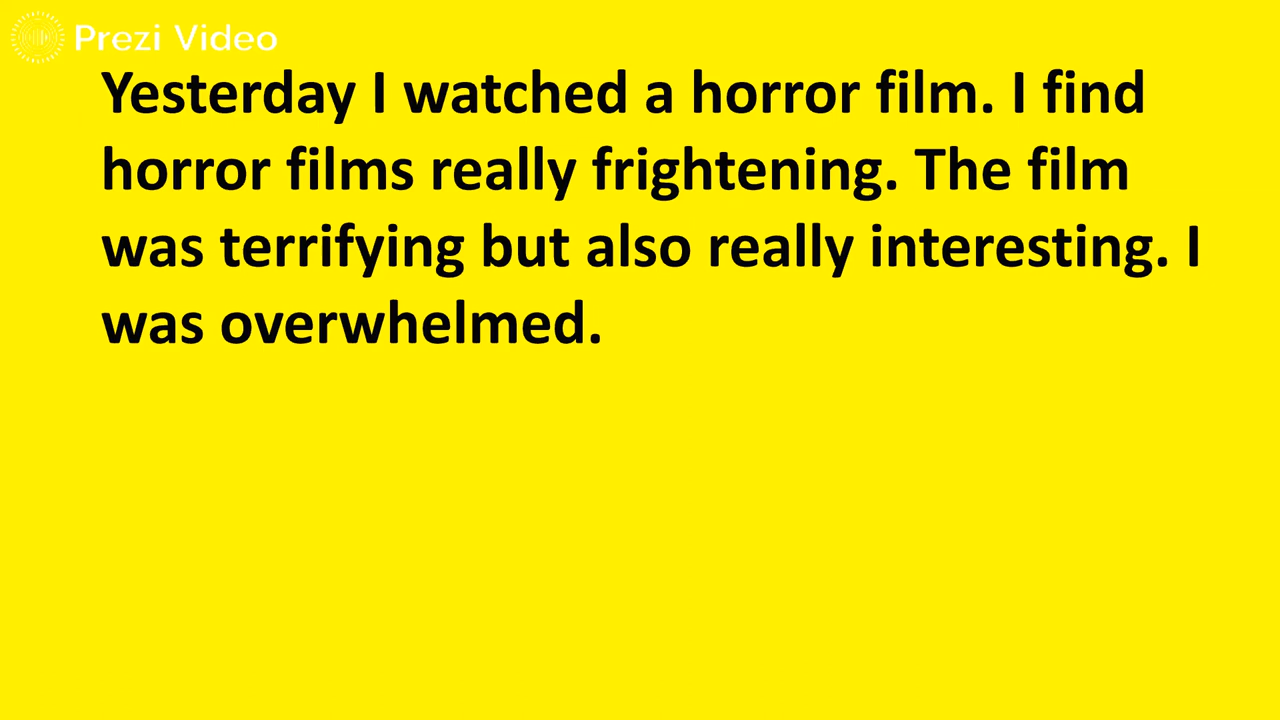 Prezi Video
Yesterday I watched a horror film. I find
horror films really frightening. The film
was terrifying but also really interesting. I
was overwhelmed.